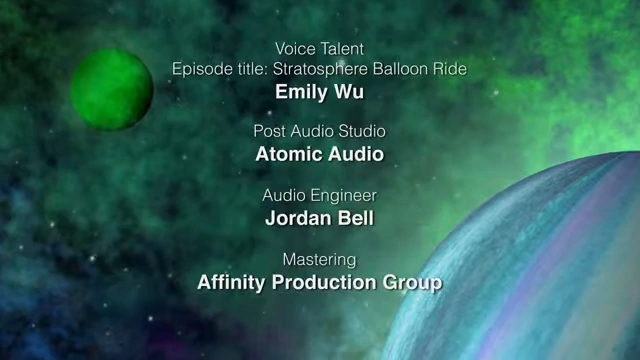 Voice Talent
Episode title: Stratosphere Balloon Ride
Emily Wu
Post Audio Studio
Atomic Audio
Audio Engineer
Jordan Bell
Mastering
Affinity Production Group